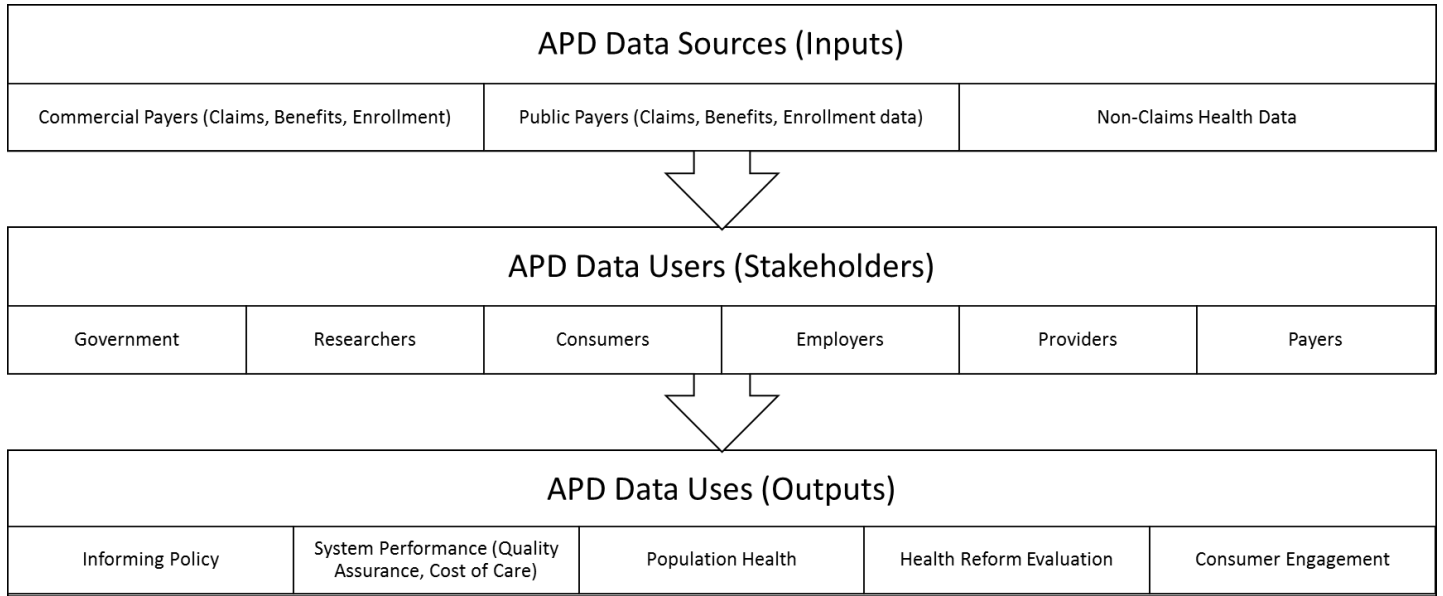 APD Data Sources (Inputs)
Commercial Payers (Claims, Benefits, Enrollment)
Public Payers (Claims, Benefits, Enrollment data)
Non-Claims Health Data
APD Data Users (Stakeholders)
Government
Researchers
Consumers
Employers
Providers
Payers
APD Data Uses (Outputs)
Informing Policy
System Performance (Quality
Assurance, Cost of Care)
Population Health
Health Reform Evaluation
Consumer Engagement